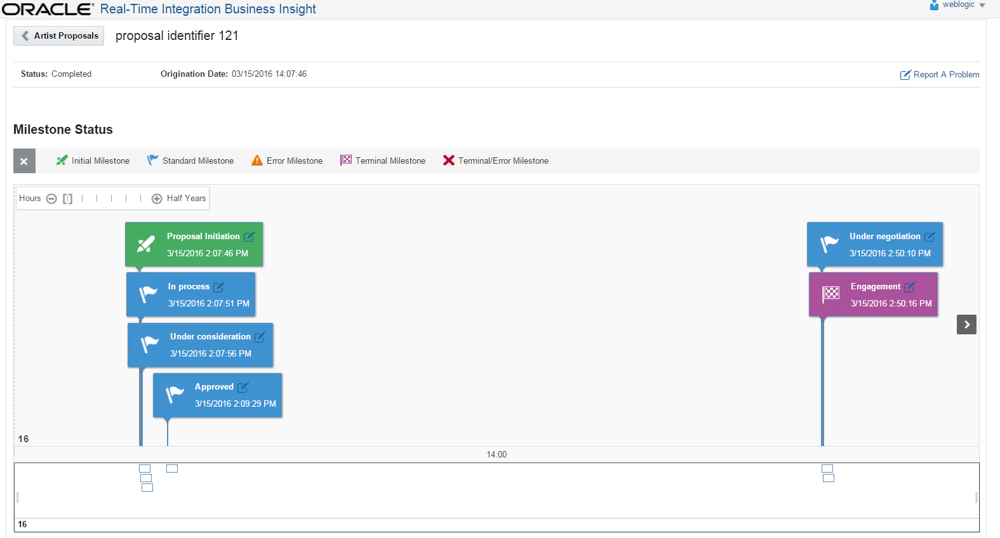 ORACLE® Real-Time Integration Business Insight
weblogic
Artist Proposals
proposal identifier 121
Status: Completed
Origination Date: 03/15/2016 14:07:46
Report A Problem
Milestone Status
Initial Milestone
Standard Milestone
Error Milestone
Terminal Milestone
Terminal/Error Milestone
Hours
Half Years
Proposal Initiation
3/15/2016 2:07:46 PM
In process
3/15/2016 2:07:51 PM
Under consideration
3/15/2016 2:07:56 PM
Approved
3/15/2016 2:09:29 PM
Under negotiation
3/15/2016 2:50:10 PM
Engagement
3/15/2016 2:50:16 PM
16
14:00
16